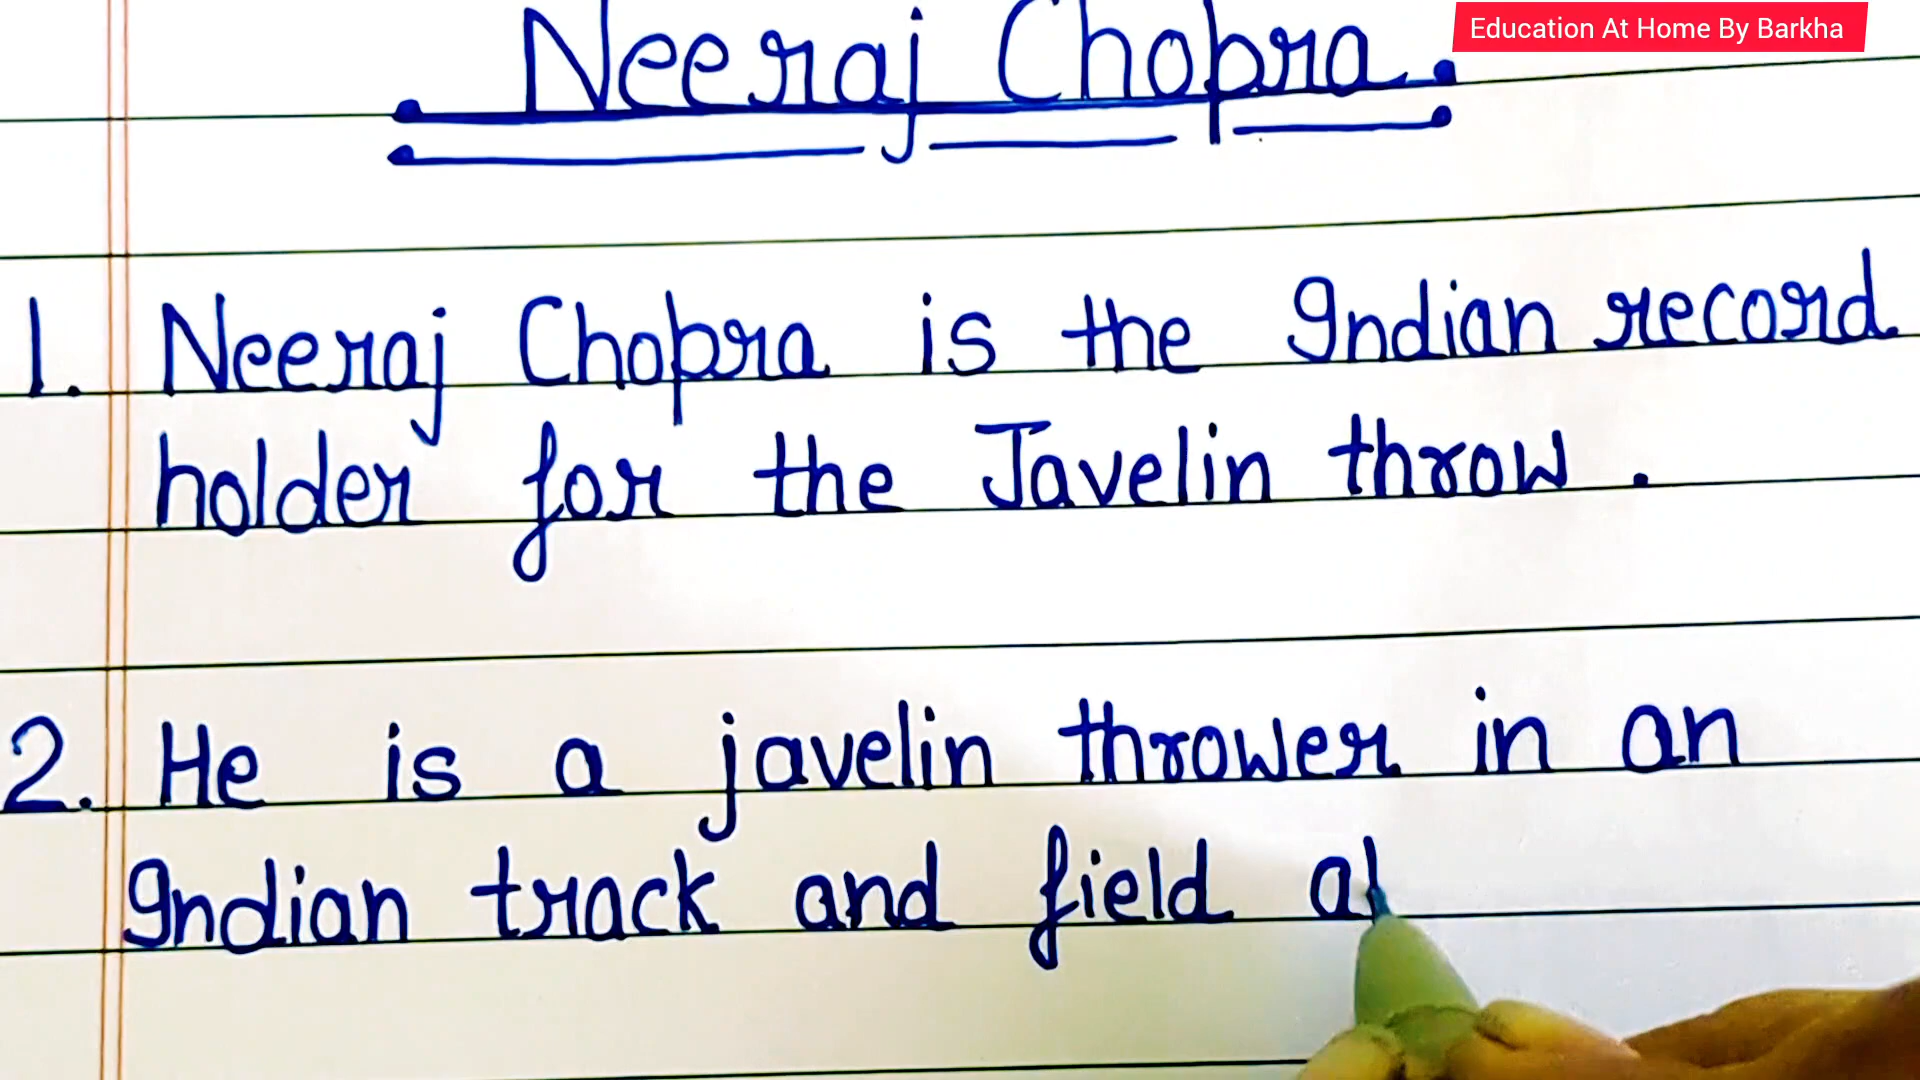 Education At Home By Barkha
Neeraj Chopra
1. Neeraj Chopra is the Indian record
holder for the Javelin throw.
2. He is a javelin thrower in an
Indian track and field